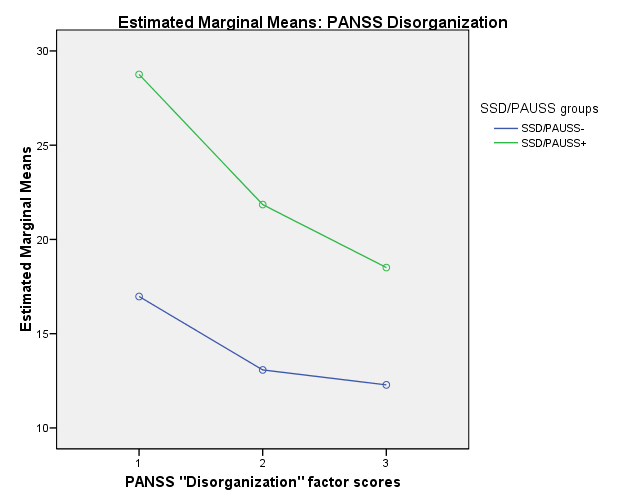 Estimated Marginal Means: PANSS Disorganization
30
25
20
15
10
Estimated Marginal Means
1
2
3
PANSS "Disorganization" factor scores
SSD/PAUSS groups
SSD/PAUSS-
SSD/PAUSS+